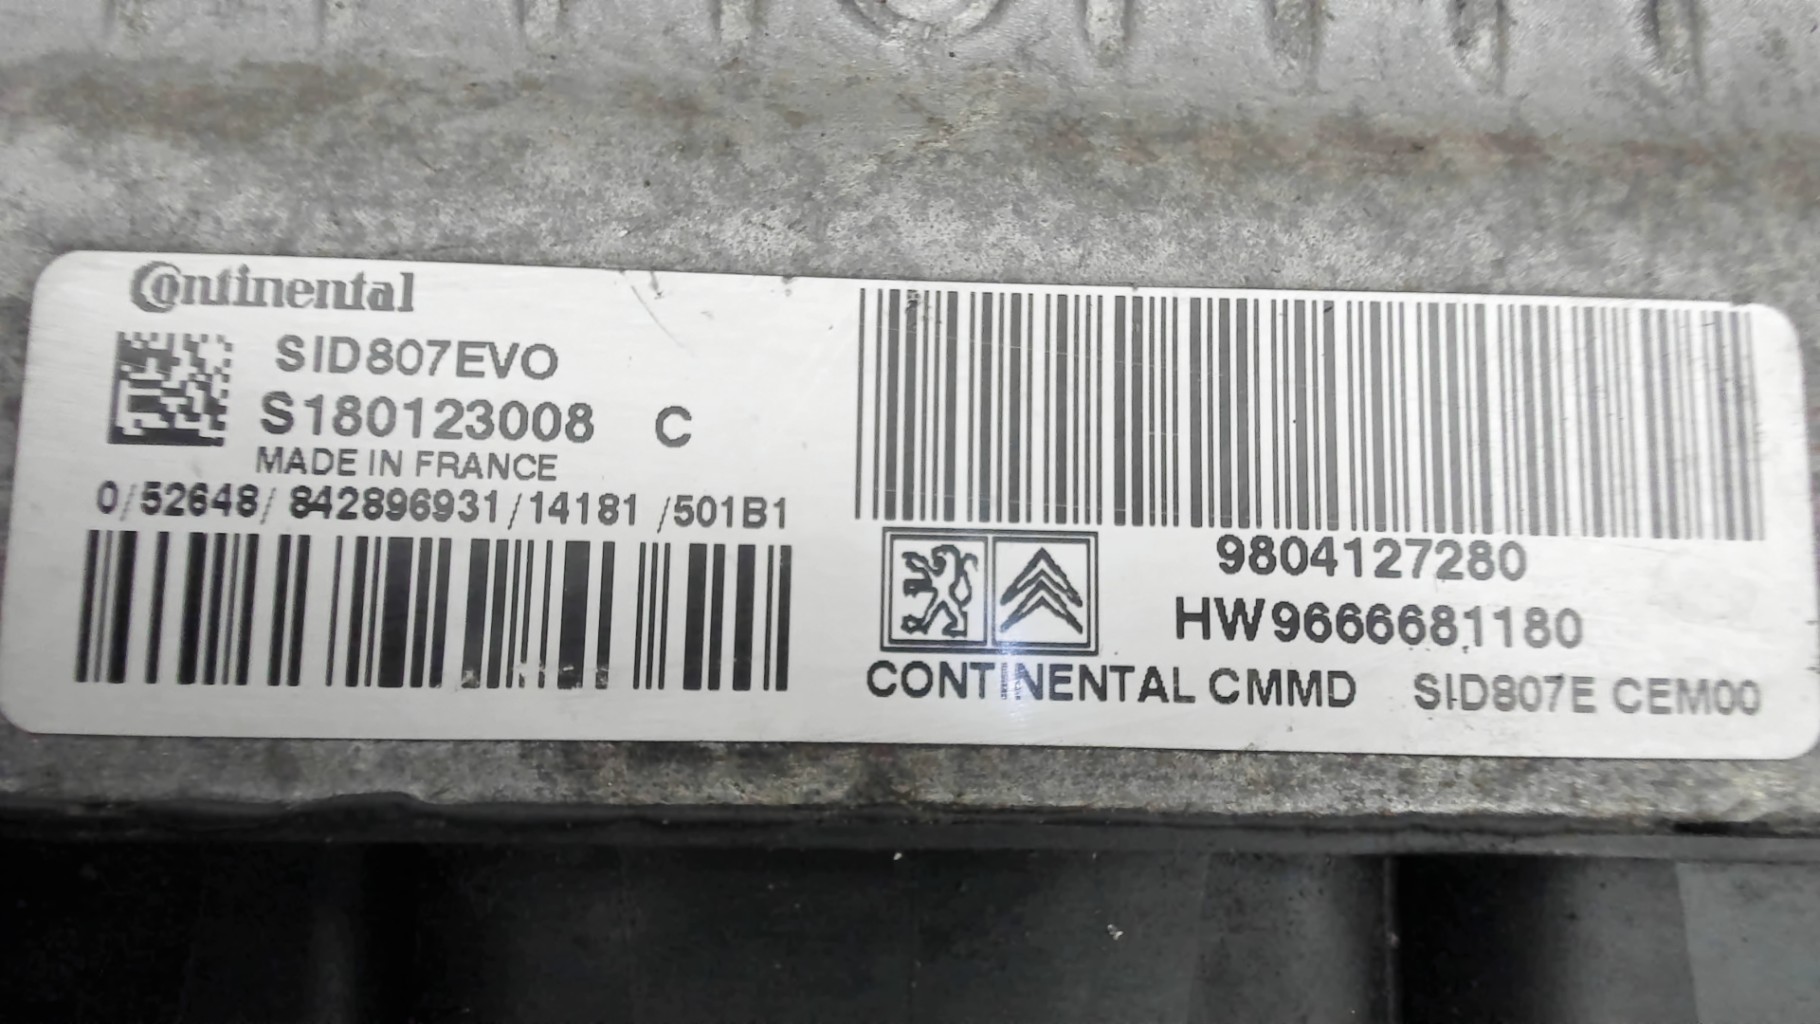 Continental
SID807EVO
S180123008 C
MADE IN FRANCE
0/52648/842896931/14181/501B1
9804127280
HW9666681180
CONTINENTAL CMMD SID807E CEM00